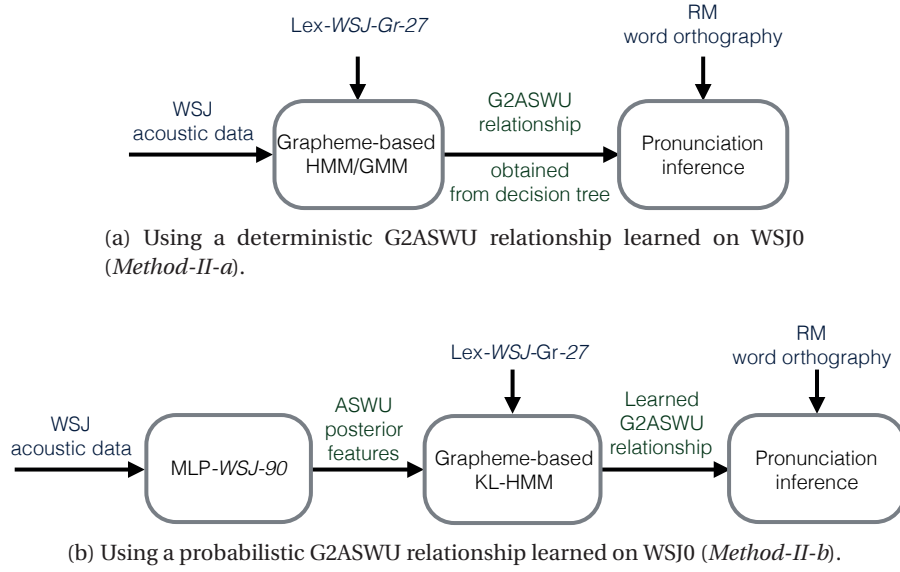 Lex-WSJ-Gr-27
RM
word orthography
WSJ
acoustic data
Grapheme-based
HMM/GMM
G2ASWU
relationship
obtained
from decision tree
Pronunciation
inference
(a) Using a deterministic G2ASWU relationship learned on WSJ0
(Method-II-a).
Lex-WSJ-Gr-27
RM
word orthography
WSJ
acoustic data
MLP-WSJ-90
ASWU
posterior
features
Grapheme-based
KL-HMM
Learned
G2ASWU
relationship
Pronunciation
inference
(b) Using a probabilistic G2ASWU relationship learned on WSJ0 (Method-II-b).